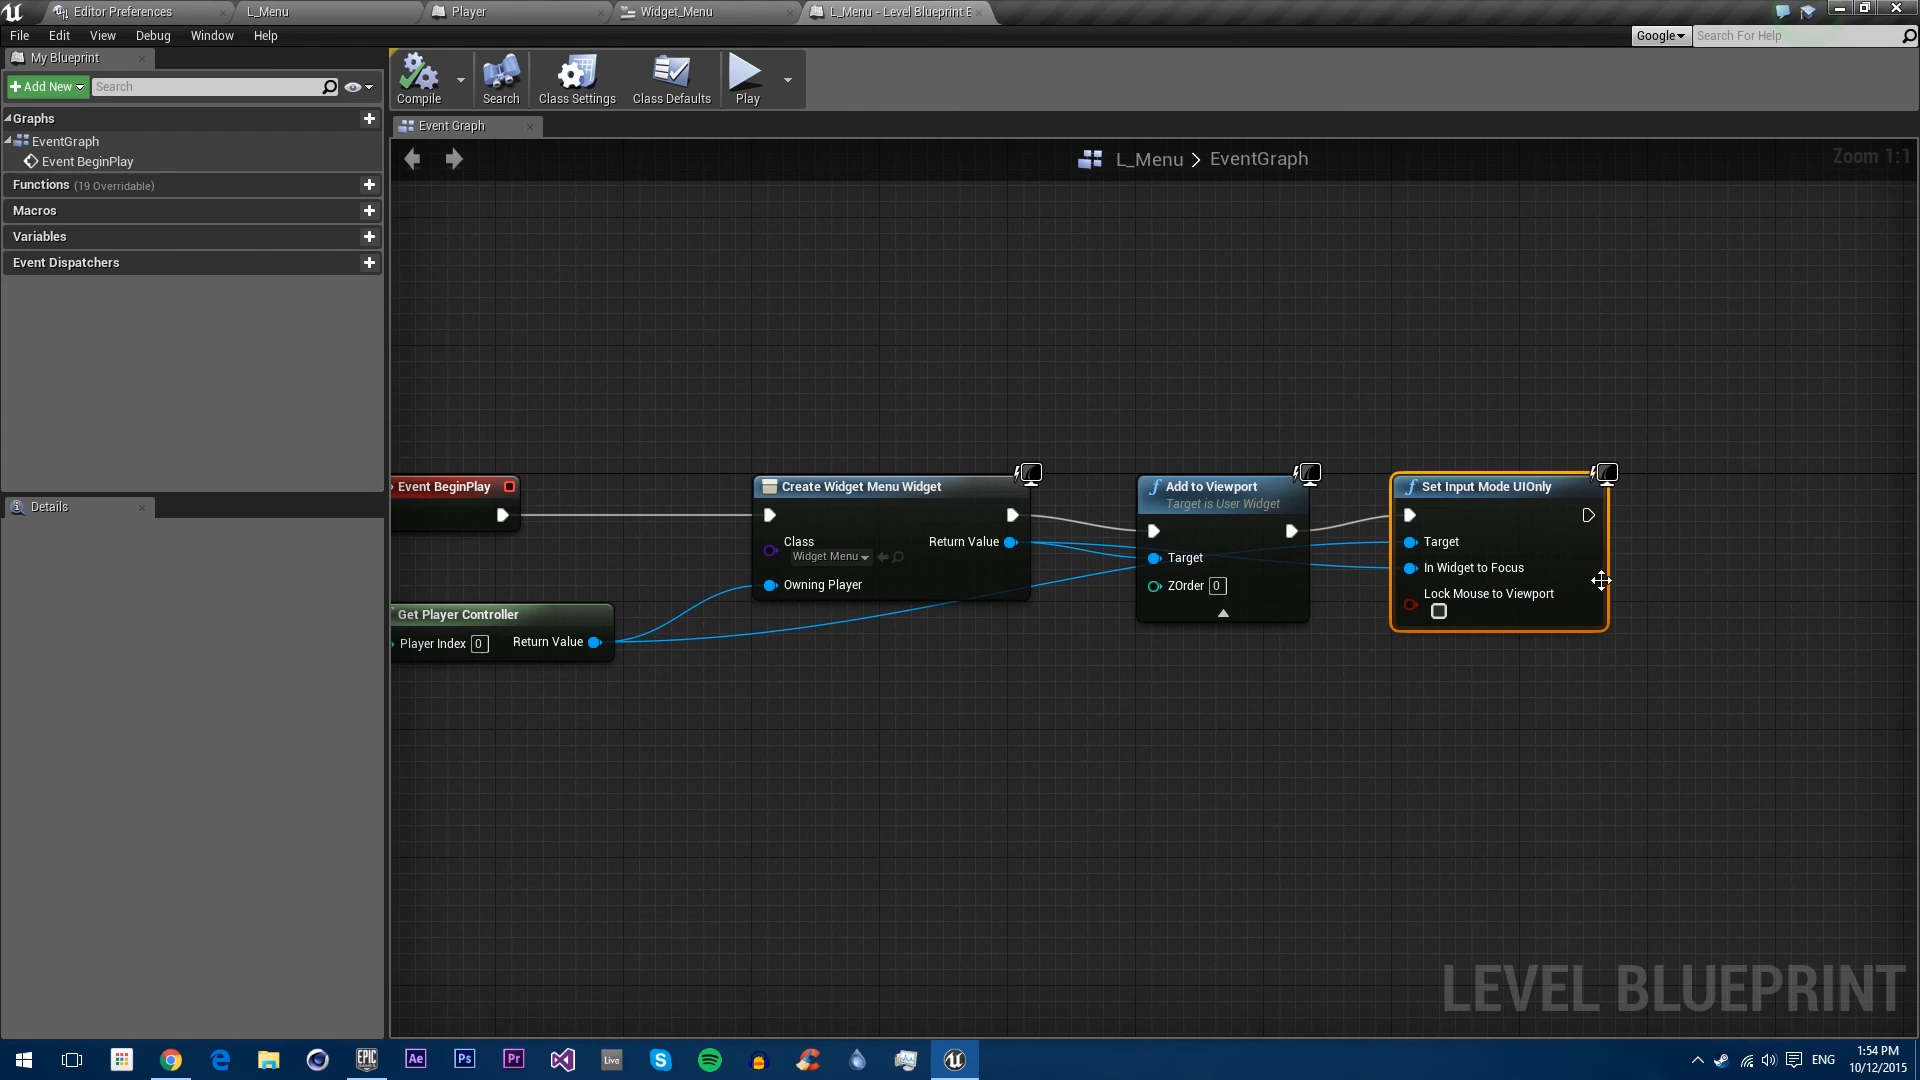 Editor Preferences
L_Menu
Player
Widget_Menu
L_Menu - Level Blueprint E
File Edit View Debug Window Help
Google
Search For Help
My Blueprint
Add New
Search
Compile
Search
Class Settings
Class Defaults
Play
Graphs
EventGraph
Event BeginPlay
Functions (19 Overridable)
Macros
Variables
Event Dispatchers
Details
Event Graph
L_Menu > EventGraph
Zoom 1:1
Event BeginPlay
Get Player Controller
Player Index 0
Return Value
Create Widget Menu Widget
Class
Widget Menu
Return Value
Owning Player
Add to Viewport
Target is User Widget
Target
ZOrder 0
Set Input Mode UIOnly
Target
In Widget to Focus
Lock Mouse to Viewport
LEVEL BLUEPRINT
EPIC
Ae
Ps
Pr
Live
ENG
1:54 PM
10/12/2015